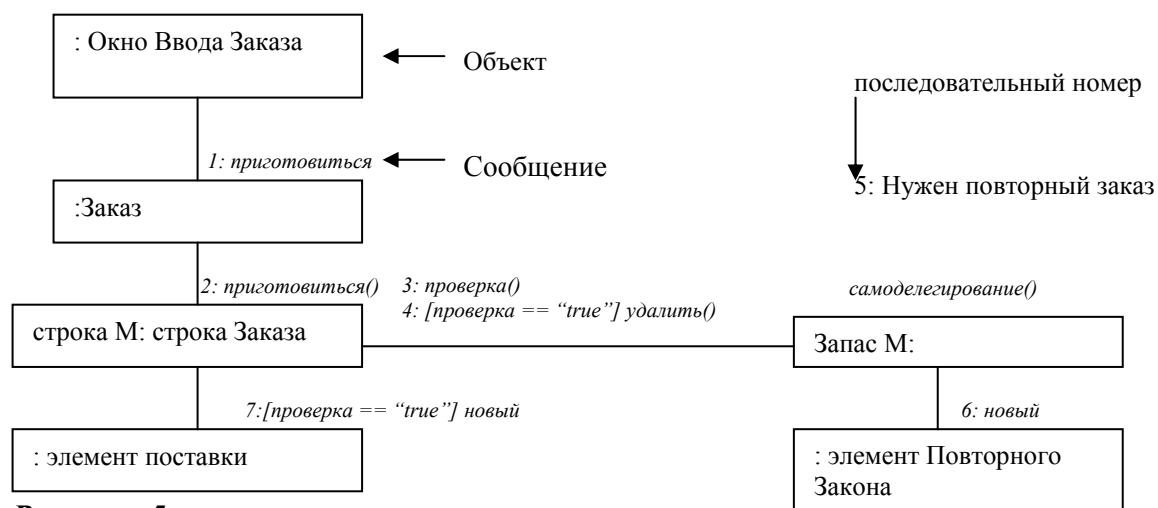 : Окно Ввода Заказа
Объект
последовательный номер
1: приготовиться
Сообщение
5: Нужен повторный заказ
:Заказ
2: приготовиться()
3: проверка()
4: [проверка == “true”] удалить()
самоделегирование()
строка М: строка Заказа
Запас М:
7:[проверка == “true”] новый
6: новый
: элемент поставки
: элемент Повторного
Закона